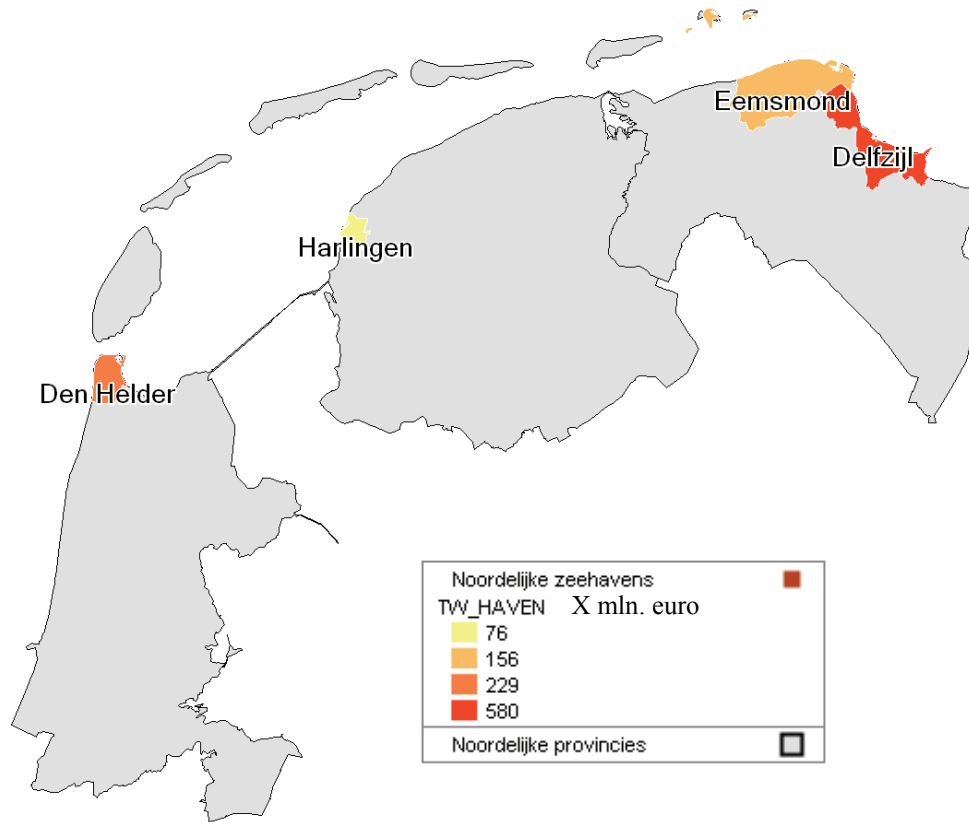 Eemsmond
Delfzijl
Harlingen
Den Helder
Noordelijke zeehavens
TW_HAVEN X mln. euro
76
156
229
580
Noordelijke provincies